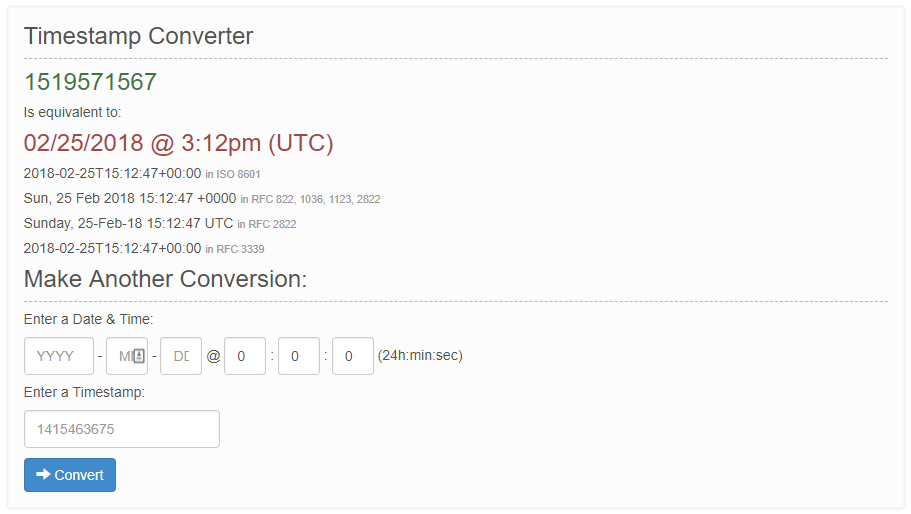 Timestamp Converter
1519571567
Is equivalent to:
02/25/2018 @ 3:12pm (UTC)
2018-02-25T15:12:47+00:00 in ISO 8601
Sun, 25 Feb 2018 15:12:47 +0000 in RFC 822, 1036, 1123, 2822
Sunday, 25-Feb-18 15:12:47 UTC in RFC 2822
2018-02-25T15:12:47+00:00 in RFC 3339
Make Another Conversion:
Enter a Date & Time:
YYYY - - DD @ 0 : 0 : 0 (24h:min:sec)
Enter a Timestamp:
1415463675
Convert